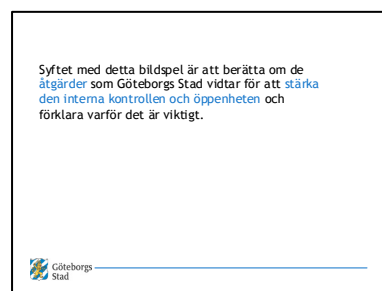 Syftet med detta bildspel är att berätta om de
åtgärder som Göteborgs Stad vidtar för att stärka
den interna kontrollen och öppenheten och
förklara varför det är viktigt.
Göteborgs
Stad